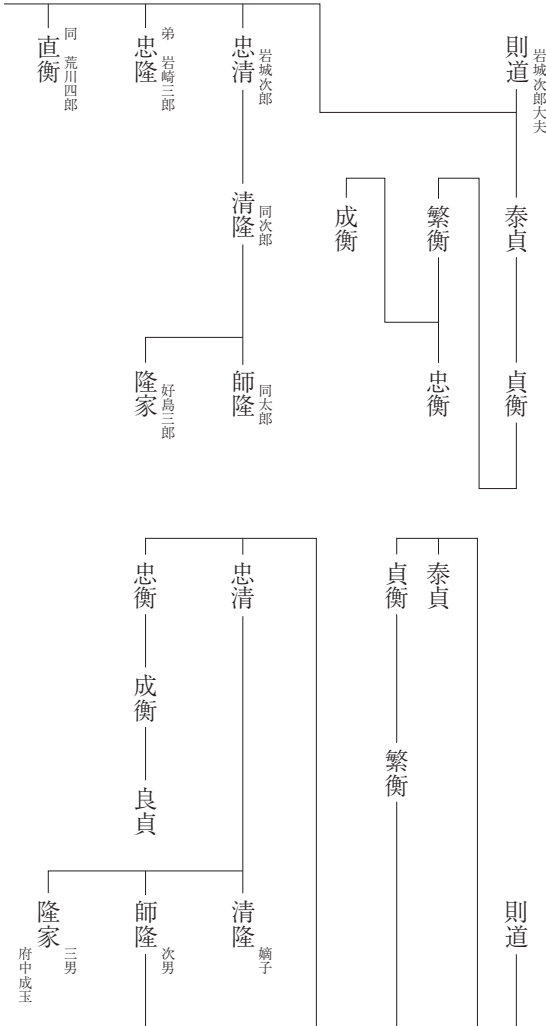 則道
岩城次郎大夫
泰貞
貞衡
繁衡
忠衡
成衡
忠清
岩城次郎
清隆
同次郎
師隆
同太郎
隆家
好島三郎
忠隆
弟 岩崎三郎
直衡
同 荒川四郎
則道
泰貞
貞衡
繁衡
忠清
清隆
嫡子
師隆
次男
隆家
三男
府中成玉
忠衡
成衡
良貞